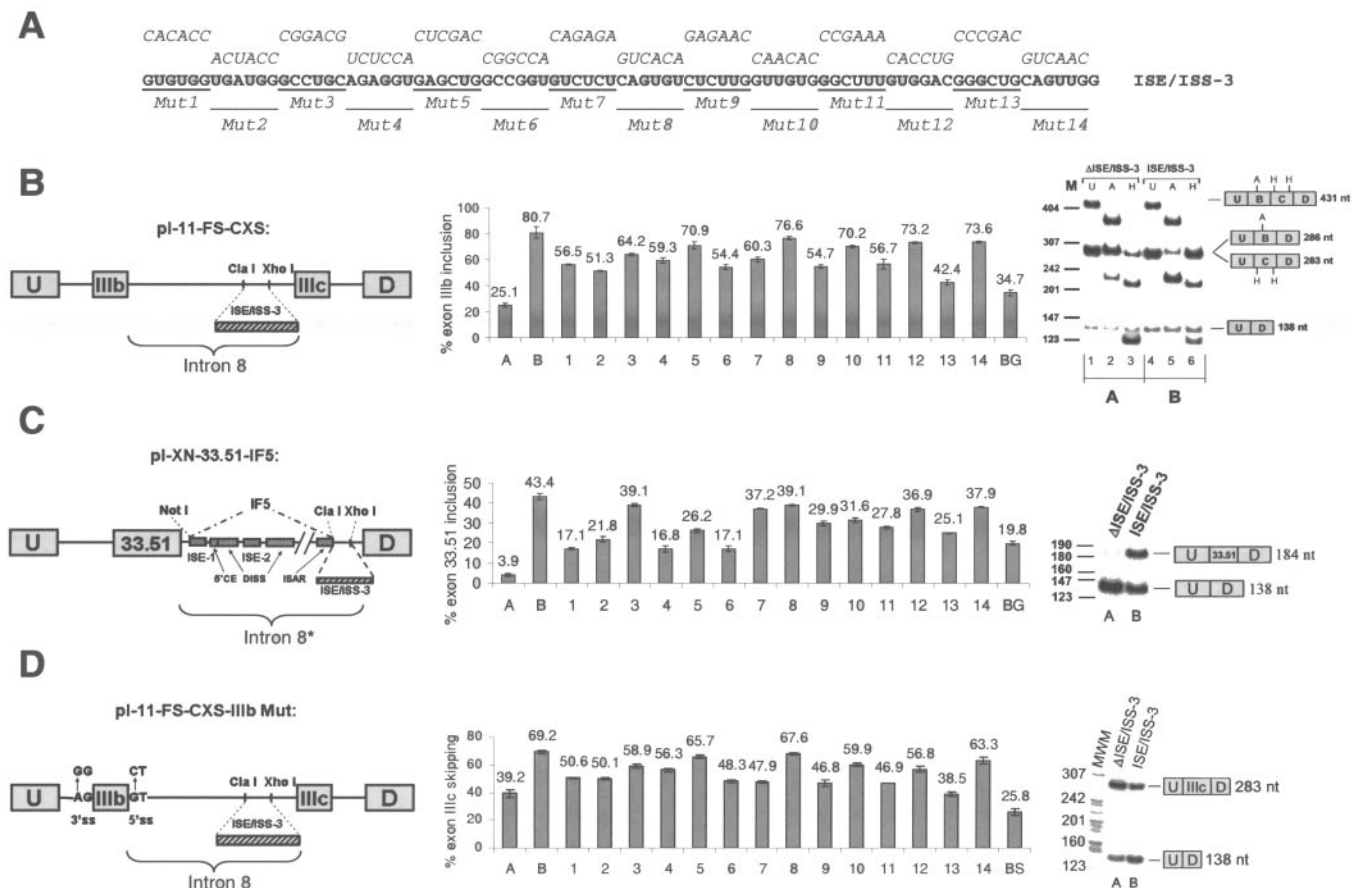 A
CACACC CGGACG CUCGAC CAGAGA GAGAAC CCGAAA CCCGAC
ACUACC UCUCCA CGGCCA GUCACA CAACAC CACCUG GUCAAC
GUGUGGUGAUGGGCCUGCAGAGGUGAGCUGGCCGGUGUCUCUCAGUGUCUCUUGGUUGUGGGCUUUGUGGACGGGCUGCAGUUGG ISE/ISS-3
Mut1 Mut3 Mut5 Mut7 Mut9 Mut11 Mut13
Mut2 Mut4 Mut6 Mut8 Mut10 Mut12 Mut14
B
pI-11-FS-CXS:
U IIIb Cla I Xho I IIIc D
ISE/ISS-3
Intron 8
% exon IIIb inclusion
100
80
60
40
20
0
25.1 80.7 56.5 51.3 64.2 59.3 70.9 54.4 60.3 76.6 54.7 70.2 56.7 73.2 42.4 73.6 34.7
A B 1 2 3 4 5 6 7 8 9 10 11 12 13 14 BG
ΔISE/ISS-3 ISE/ISS-3
M U A H U A H
404
307
242
201
147
123
1 2 3 4 5 6
A B
A H H
U B C D 431 nt
A
U B D 286 nt
U C D 283 nt
H H
U D 138 nt
C
pI-XN-33.51-IF5:
Not I IF5 Cla I Xho I
U 33.51 D
ISE-1 ISE-2 ISAR
5'CE DISS
ISE/ISS-3
Intron 8*
% exon 33.51 inclusion
50
40
30
20
10
0
3.9 43.4 17.1 21.8 39.1 16.8 26.2 17.1 37.2 39.1 29.9 31.6 27.8 36.9 25.1 37.9 19.8
A B 1 2 3 4 5 6 7 8 9 10 11 12 13 14 BG
ΔISE/ISS-3
ISE/ISS-3
190
180
160
147
123
U 33.51 D 184 nt
U D 138 nt
A B
D
pI-11-FS-CXS-IIIb Mut:
GG CT
U AG IIIb GT Cla I Xho I IIIc D
3'ss 5'ss
ISE/ISS-3
Intron 8
% exon IIIc skipping
80
60
40
20
0
39.2 69.2 50.6 50.1 58.9 56.3 65.7 48.3 47.9 67.6 46.8 59.9 46.9 56.8 38.5 63.3 25.8
A B 1 2 3 4 5 6 7 8 9 10 11 12 13 14 BS
MWM
ΔISE/ISS-3
ISE/ISS-3
307
242
201
160
123
U IIIc D 283 nt
U D 138 nt
A B